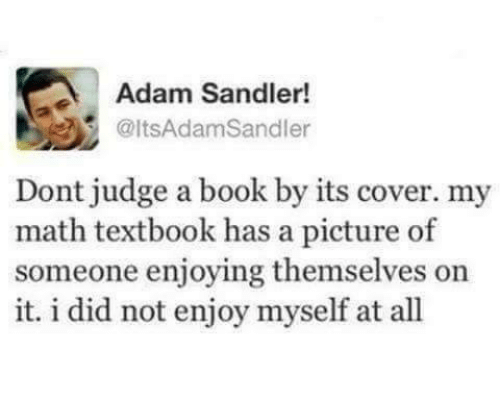 Adam Sandler!
@ItsAdamSandler
Dont judge a book by its cover. my
math textbook has a picture of
someone enjoying themselves on
it. i did not enjoy myself at all